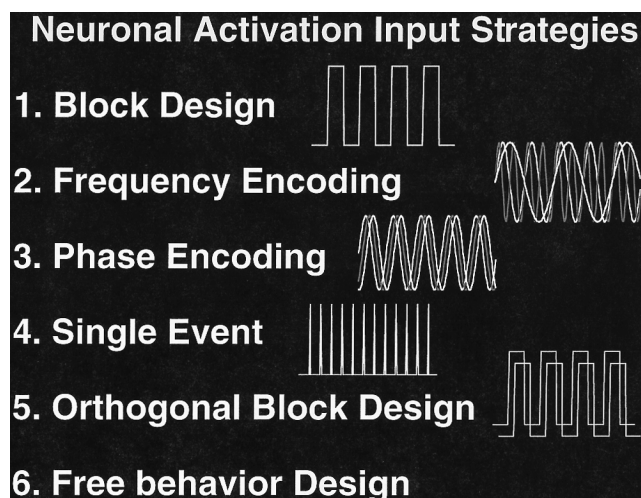 Neuronal Activation Input Strategies
1. Block Design
2. Frequency Encoding
3. Phase Encoding
4. Single Event
5. Orthogonal Block Design
6. Free behavior Design